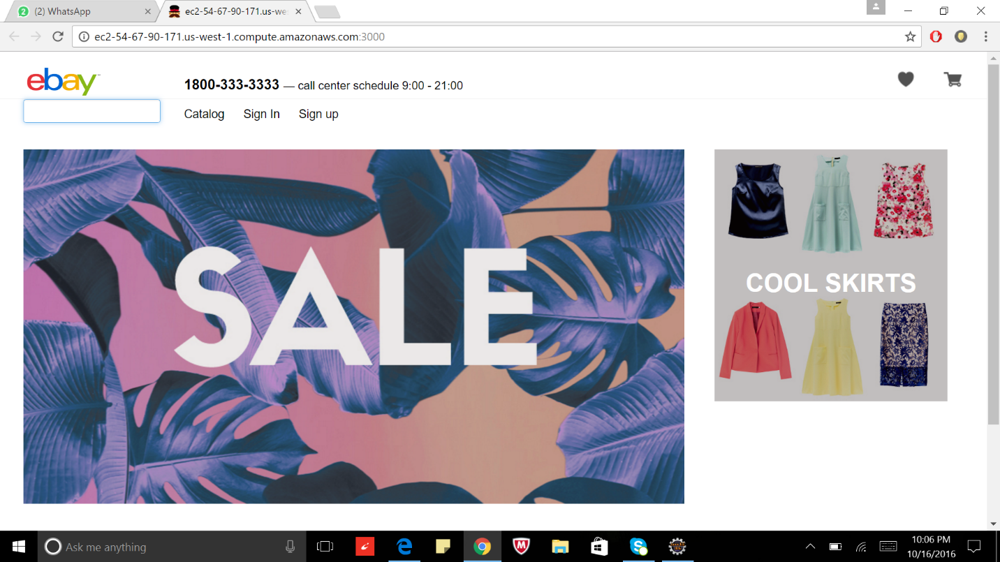 2
(2) WhatsApp
ec2-54-67-90-171.us-we
ec2-54-67-90-171.us-west-1.compute.amazonaws.com:3000
ebay™
1800-333-3333 — call center schedule 9:00 - 21:00
Catalog Sign In Sign up
SALE
COOL SKIRTS
Ask me anything
10:06 PM
10/16/2016